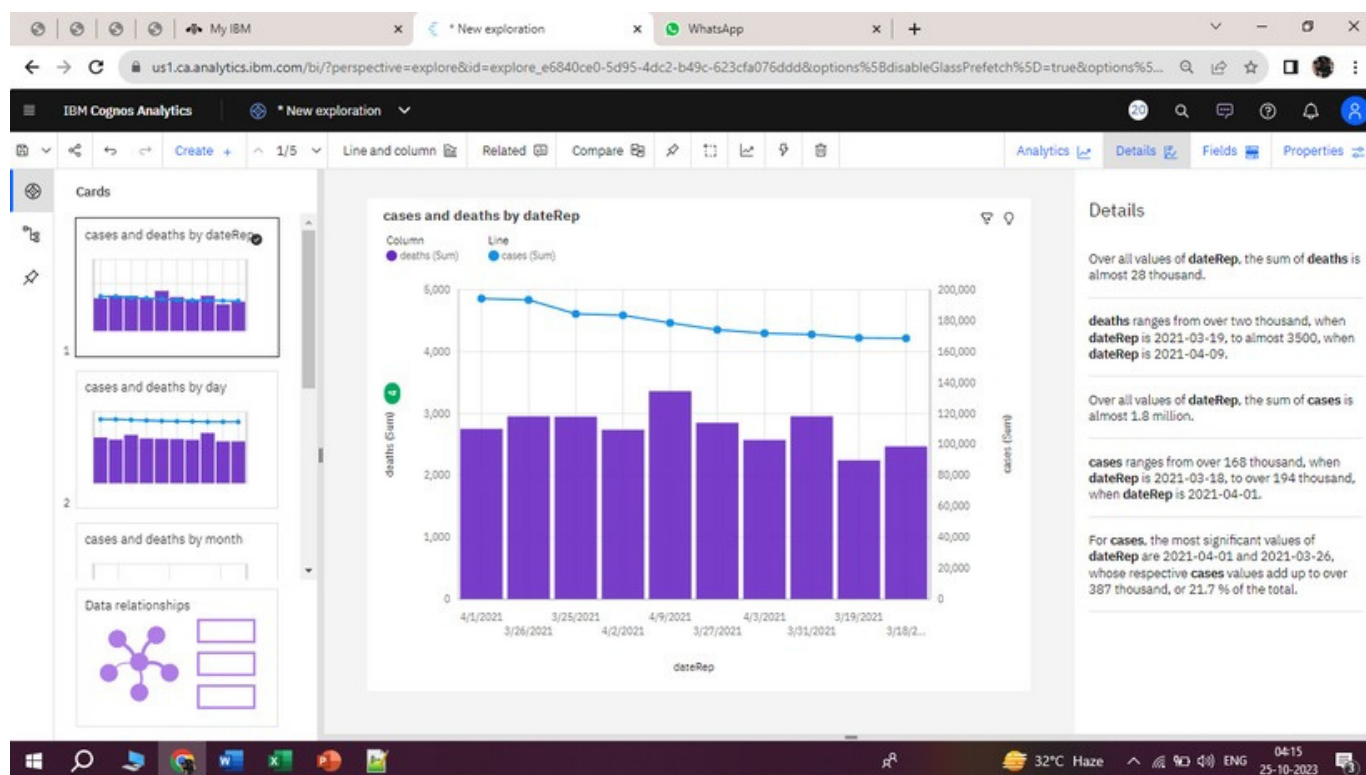 My IBM
* New exploration
WhatsApp
us1.ca.analytics.ibm.com/bi/?perspective=explore&id=explore_e6840ce0-5d95-4dc2-b49c-623cfa076ddd&options%5BdisableGlassPrefetch%5D=true&options%5...
IBM Cognos Analytics
* New exploration
20
Create +
1/5
Line and column
Related
Compare
Analytics
Details
Fields
Properties
Cards
cases and deaths by dateRep
1
cases and deaths by day
2
cases and deaths by month
Data relationships
cases and deaths by dateRep
Column
Line
deaths (Sum)
cases (Sum)
5,000
4,000
3,000
2,000
1,000
0
deaths (Sum)
200,000
180,000
160,000
140,000
120,000
100,000
80,000
60,000
40,000
20,000
0
cases (Sum)
4/1/2021
3/26/2021
3/25/2021
4/2/2021
4/9/2021
3/27/2021
4/3/2021
3/31/2021
3/19/2021
3/18/2...
dateRep
Details
Over all values of dateRep, the sum of deaths is
almost 28 thousand.
deaths ranges from over two thousand, when
dateRep is 2021-03-19, to almost 3500, when
dateRep is 2021-04-09.
Over all values of dateRep, the sum of cases is
almost 1.8 million.
cases ranges from over 168 thousand, when
dateRep is 2021-03-18, to over 194 thousand,
when dateRep is 2021-04-01.
For cases, the most significant values of
dateRep are 2021-04-01 and 2021-03-26,
whose respective cases values add up to over
387 thousand, or 21.7 % of the total.
32°C Haze
ENG
04:15
25-10-2023